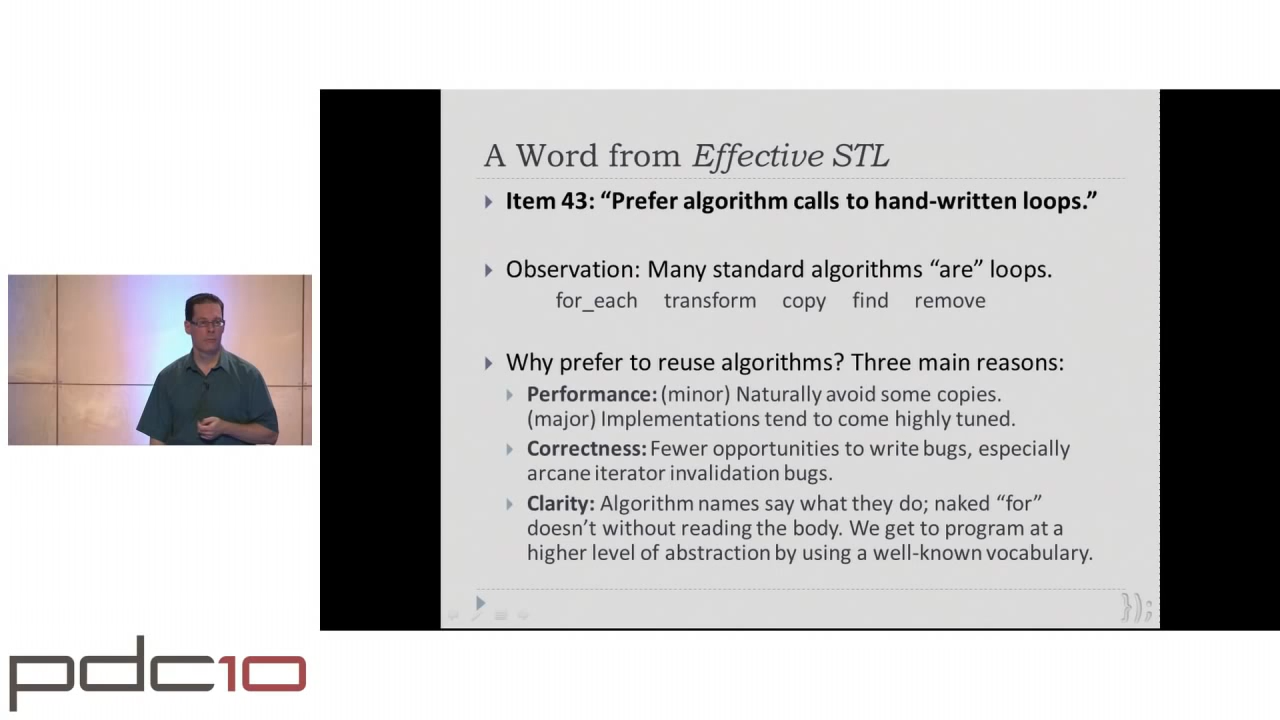 A Word from Effective STL
Item 43: “Prefer algorithm calls to hand-written loops.”
Observation: Many standard algorithms “are” loops.
for_each transform copy find remove
Why prefer to reuse algorithms? Three main reasons:
Performance: (minor) Naturally avoid some copies.
(major) Implementations tend to come highly tuned.
Correctness: Fewer opportunities to write bugs, especially
arcane iterator invalidation bugs.
Clarity: Algorithm names say what they do; naked “for”
doesn’t without reading the body. We get to program at a
higher level of abstraction by using a well-known vocabulary.
});
pdc10